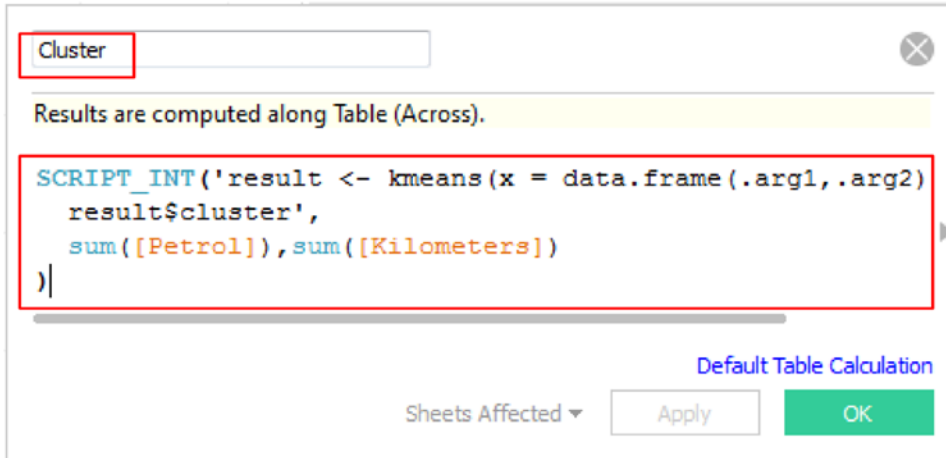 Cluster
Results are computed along Table (Across).
SCRIPT_INT('result <- kmeans(x = data.frame(.arg1,.arg2)
result$cluster',
sum([Petrol]),sum([Kilometers])
)
Default Table Calculation
Sheets Affected
Apply
OK